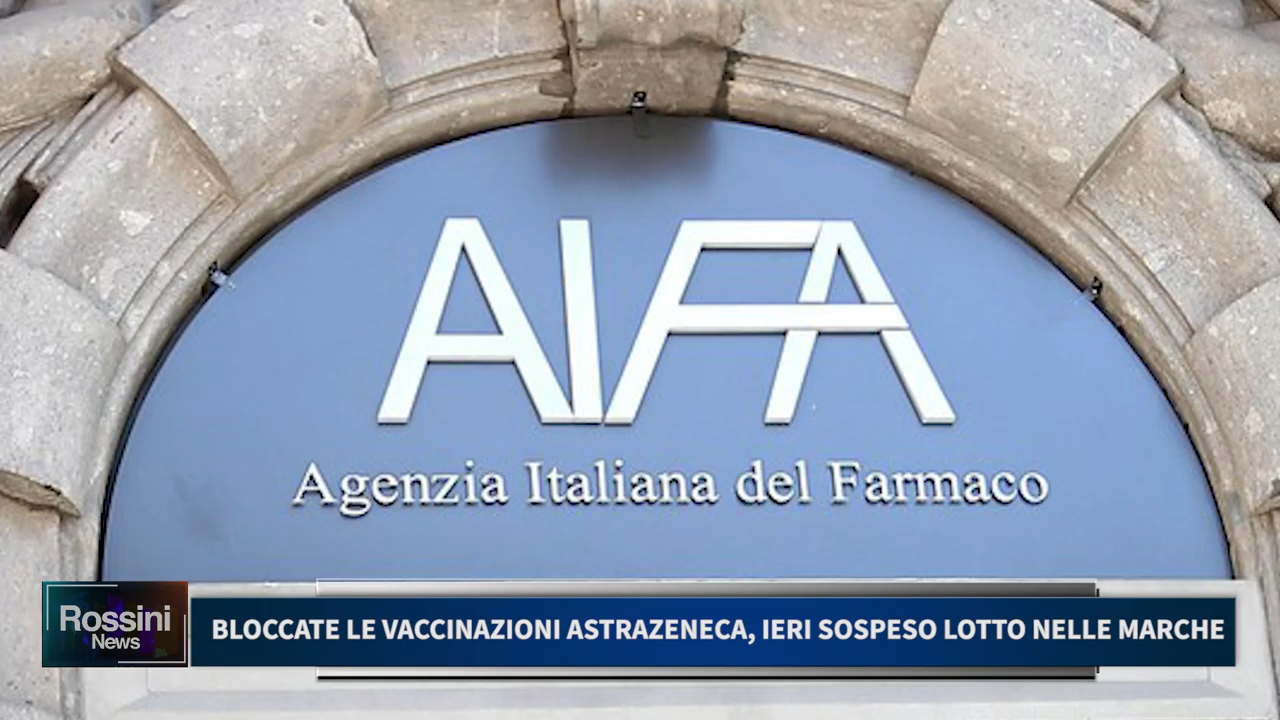 AIFA
Agenzia Italiana del Farmaco
Rossini
News
BLOCCATE LE VACCINAZIONI ASTRAZENECA, IERI SOSPESO LOTTO NELLE MARCHE